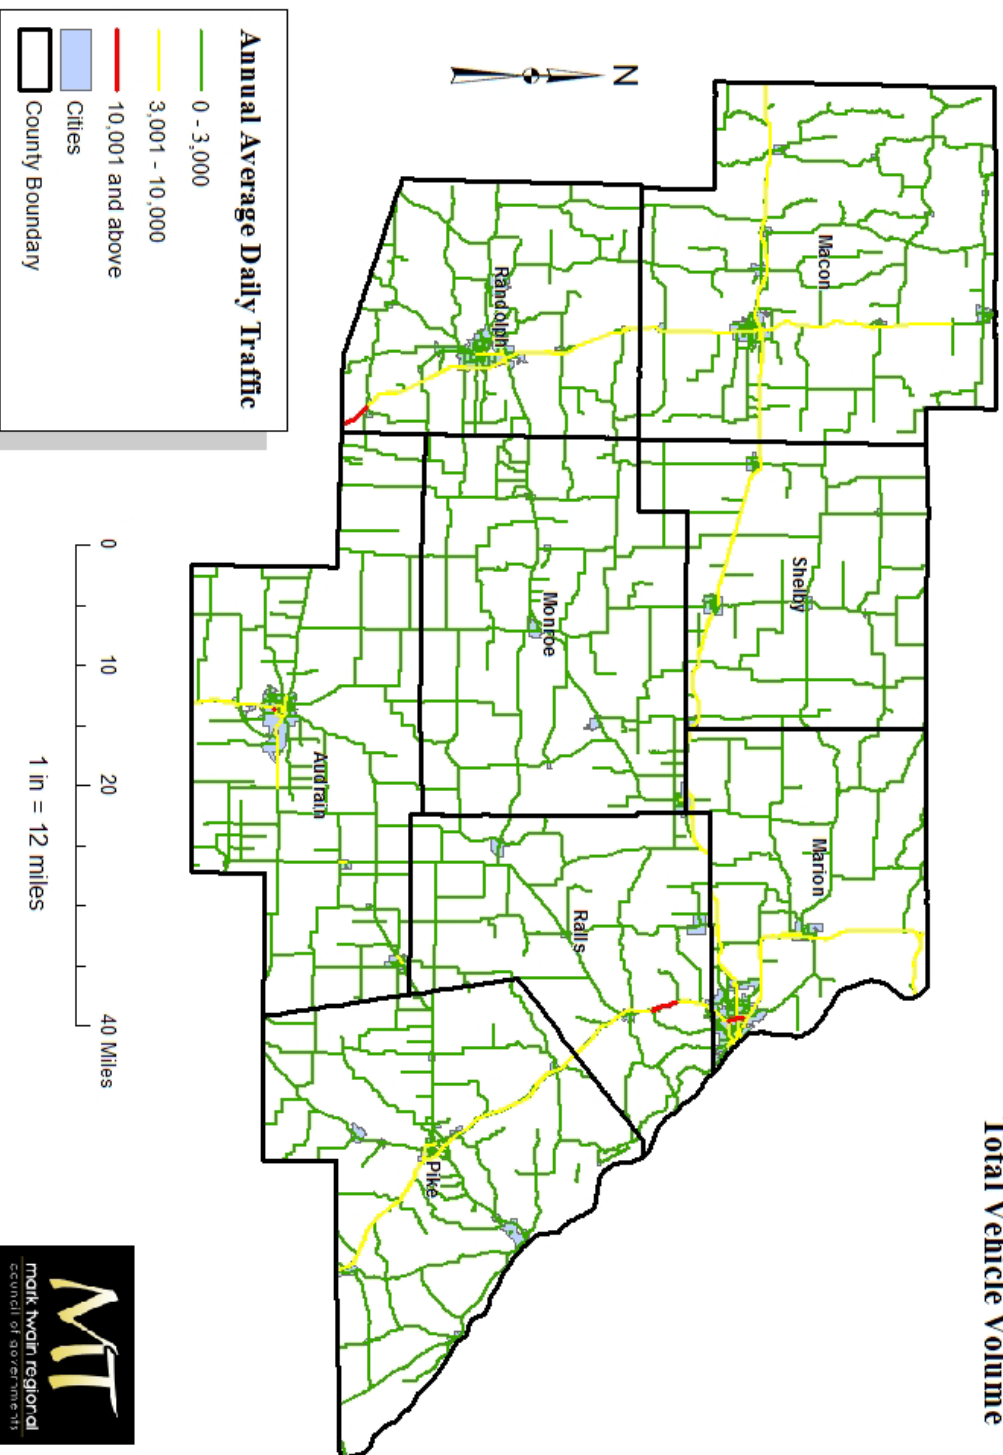 Total Vehicle Volume
N
Macon
Shelby
Marion
Randolph
Monroe
Ralls
Audrain
Pike
Annual Average Daily Traffic
0 - 3,000
3,001 - 10,000
10,001 and above
Cities
County Boundary
0 10 20 40 Miles
1 in = 12 miles
MT
mark twain regional
council of governments